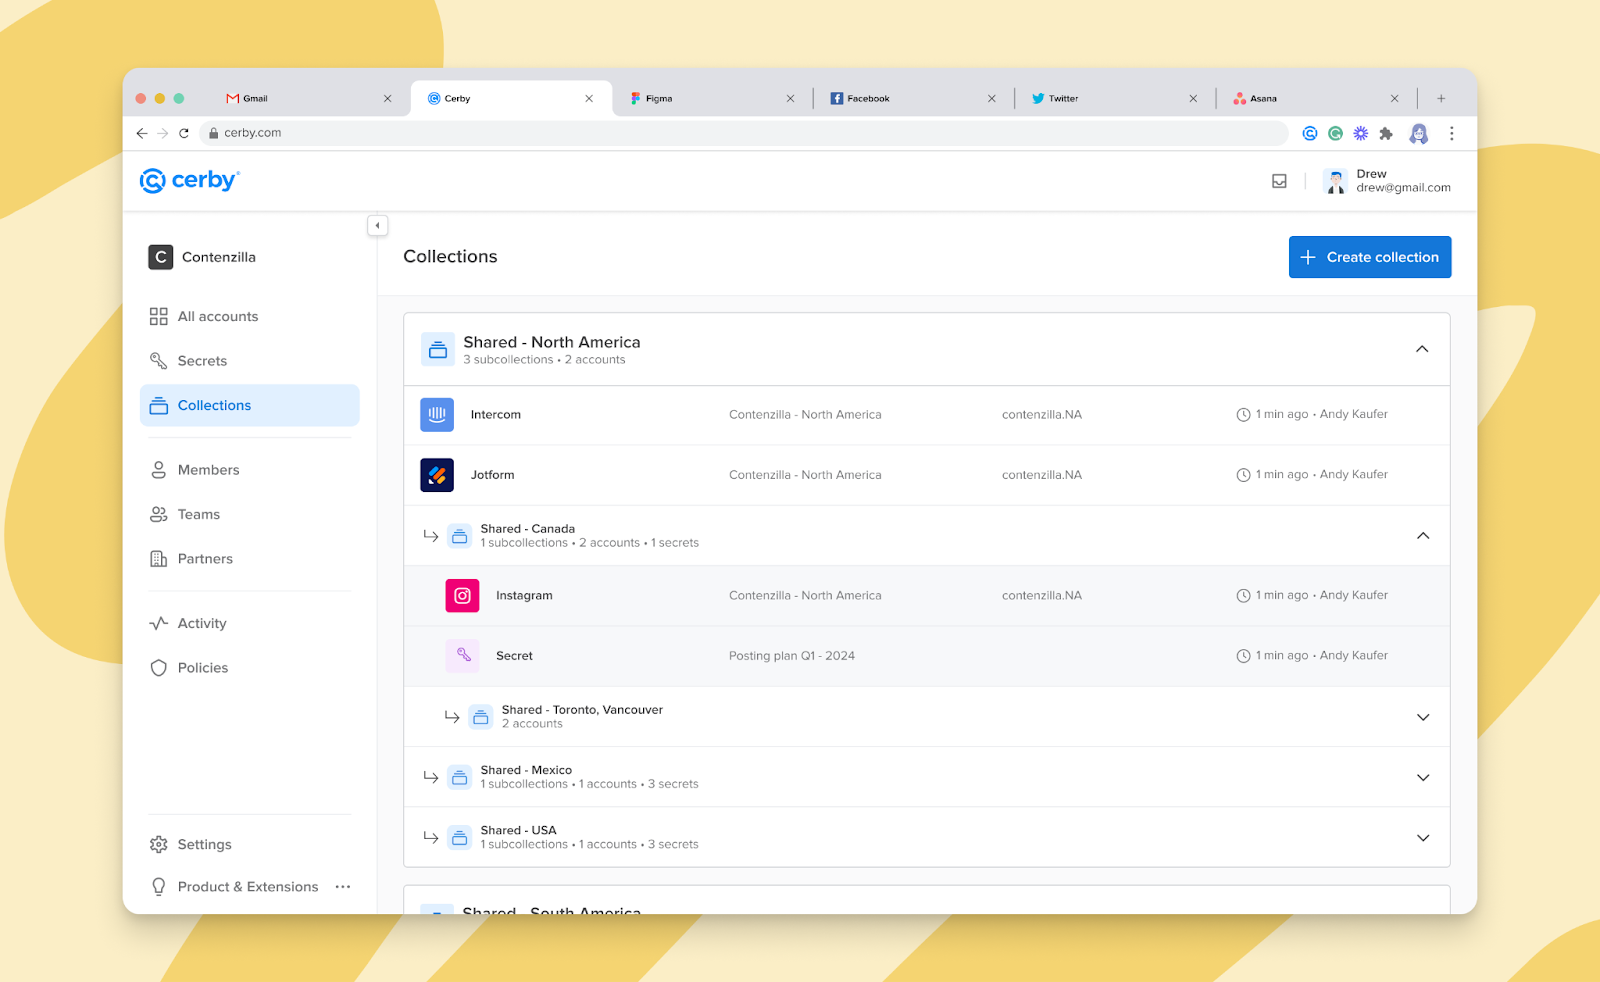 Gmail
Cerby
Figma
Facebook
Twitter
Asana
cerby.com
cerby®
Drew
drew@gmail.com
C Contenzilla
Collections
Create collection
All accounts
Secrets
Collections
Members
Teams
Partners
Activity
Policies
Settings
Product & Extensions
Shared - North America
3 subcollections • 2 accounts
Intercom Contenzilla - North America contenzilla.NA 1 min ago • Andy Kaufer
Jotform Contenzilla - North America contenzilla.NA 1 min ago • Andy Kaufer
Shared - Canada
1 subcollections • 2 accounts • 1 secrets
Instagram Contenzilla - North America contenzilla.NA 1 min ago • Andy Kaufer
Secret Posting plan Q1 - 2024 1 min ago • Andy Kaufer
Shared - Toronto, Vancouver
2 accounts
Shared - Mexico
1 subcollections • 1 accounts • 3 secrets
Shared - USA
1 subcollections • 1 accounts • 3 secrets
Shared - South America